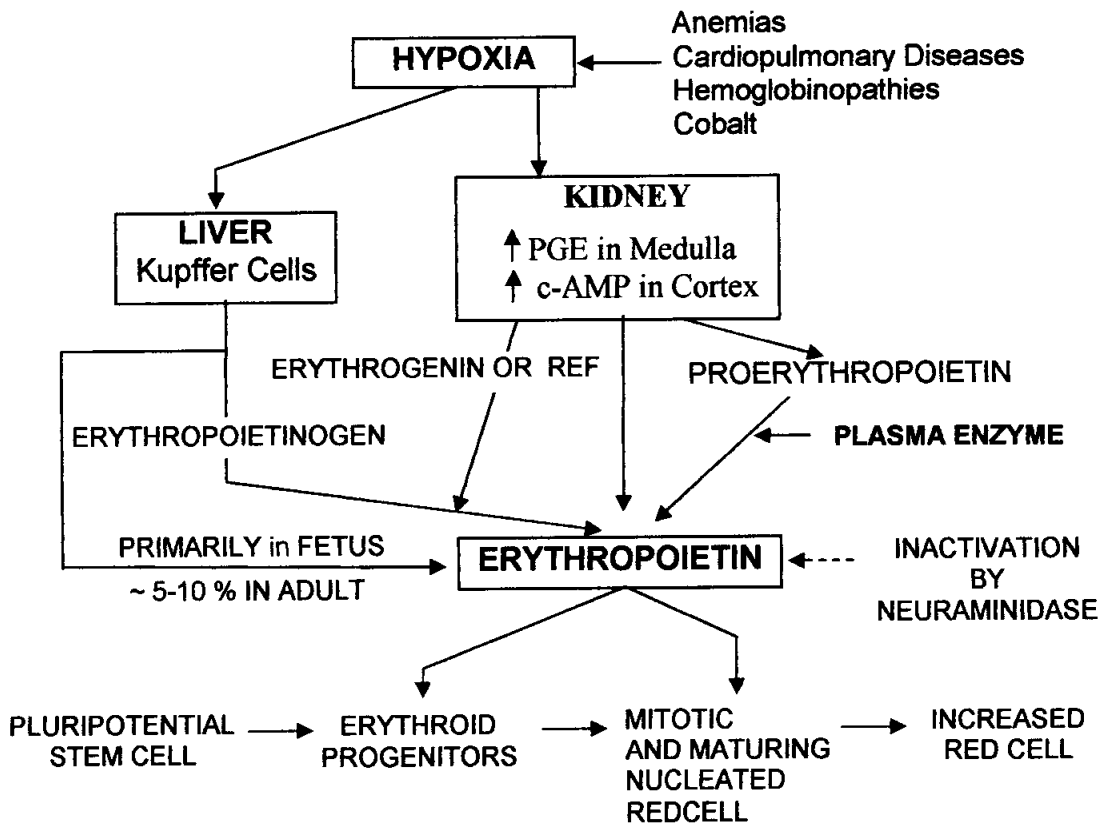 Anemias
HYPOXIA
Cardiopulmonary Diseases
Hemoglobinopathies
Cobalt
KIDNEY
LIVER
Kupffer Cells
PGE in Medulla
c-AMP in Cortex
ERYTHROGENIN OR REF
PROERYTHROPOIETIN
ERYTHROPOIETINOGEN
PLASMA ENZYME
PRIMARILY in FETUS
~ 5-10 % IN ADULT
ERYTHROPOIETIN
INACTIVATION
BY
NEURAMINIDASE
PLURIPOTENTIAL
STEM CELL
ERYTHROID
PROGENITORS
MITOTIC
AND MATURING
NUCLEATED
REDCELL
INCREASED
RED CELL